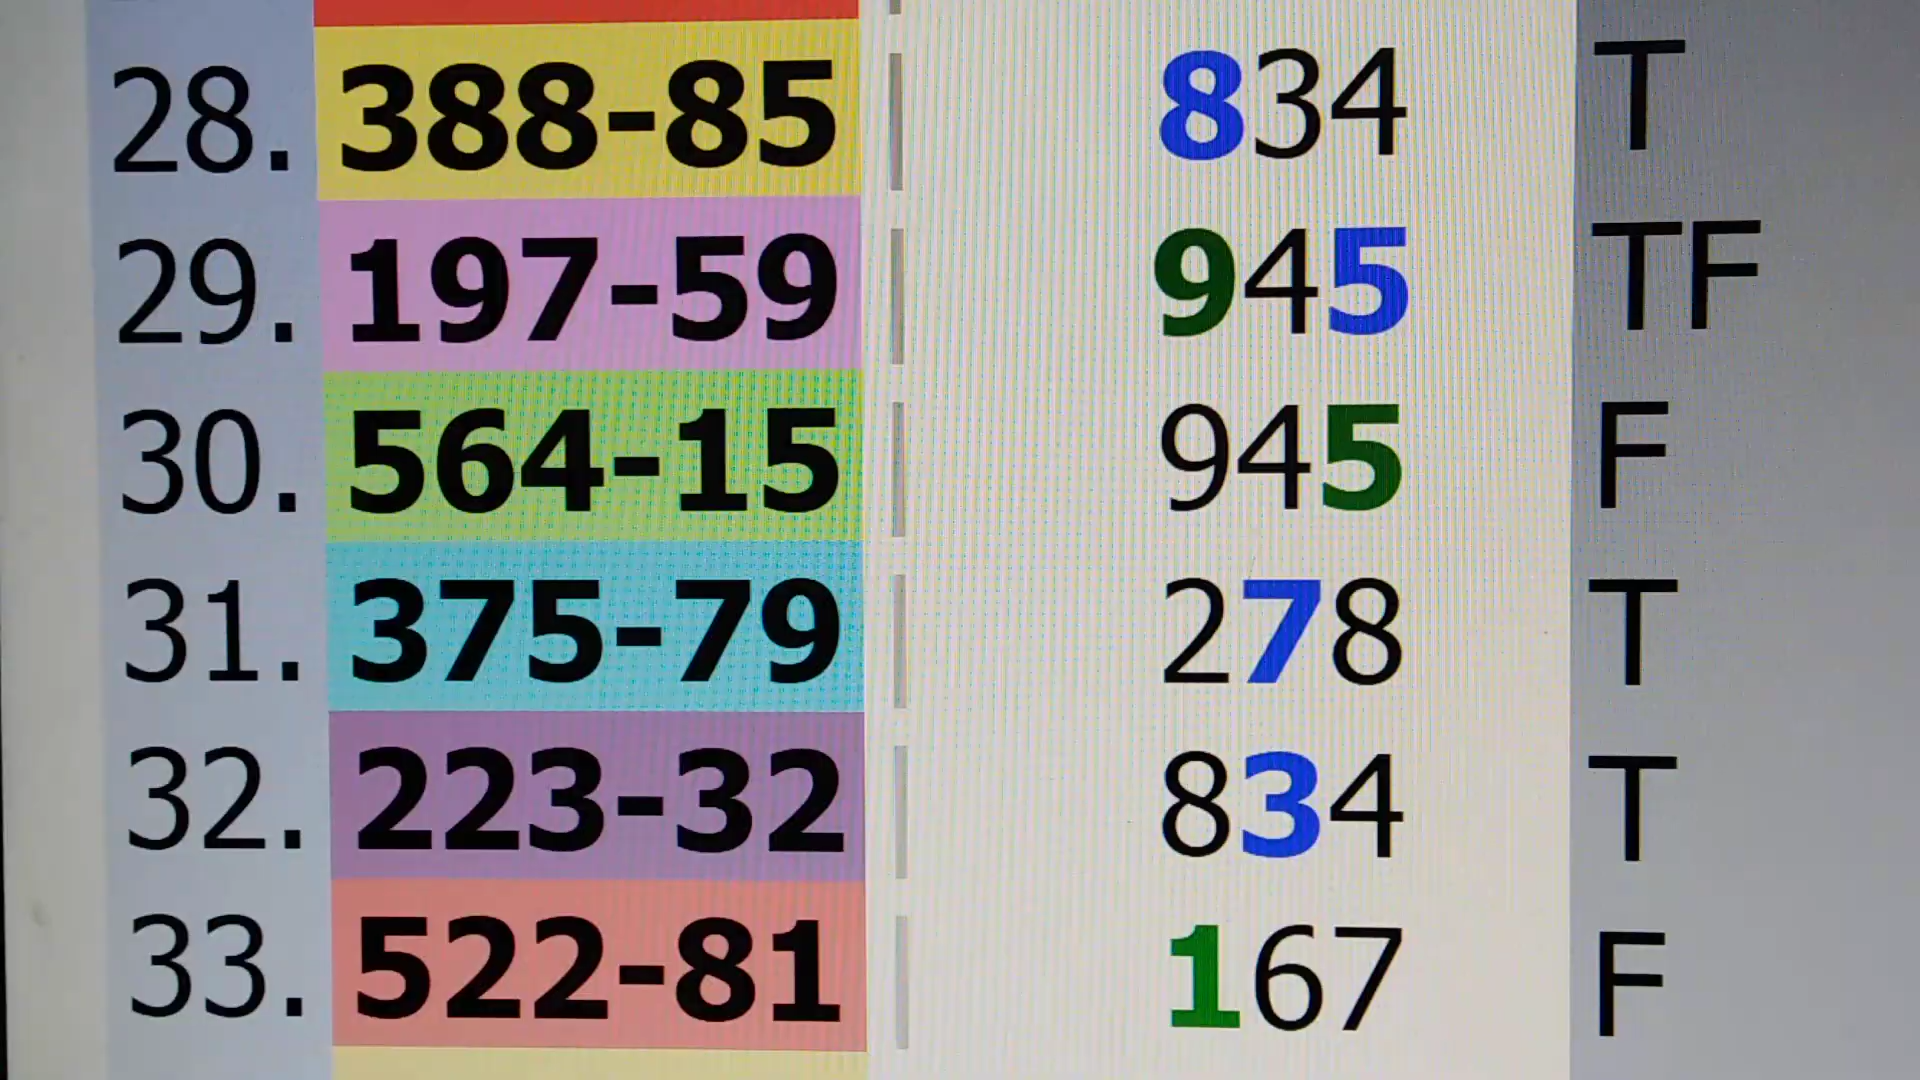 28. 388-85 834 T
29. 197-59 945 TF
30. 564-15 945 F
31. 375-79 278 T
32. 223-32 834 T
33. 522-81 167 F